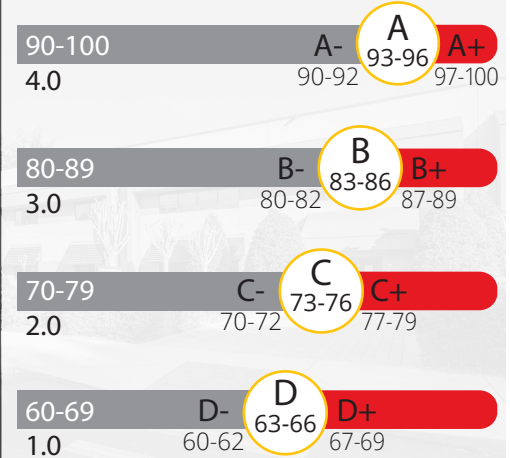 90-100 A- A A+
4.0 90-92 93-96 97-100
80-89 B- B B+
3.0 80-82 83-86 87-89
70-79 C- C C+
2.0 70-72 73-76 77-79
60-69 D- D D+
1.0 60-62 63-66 67-69